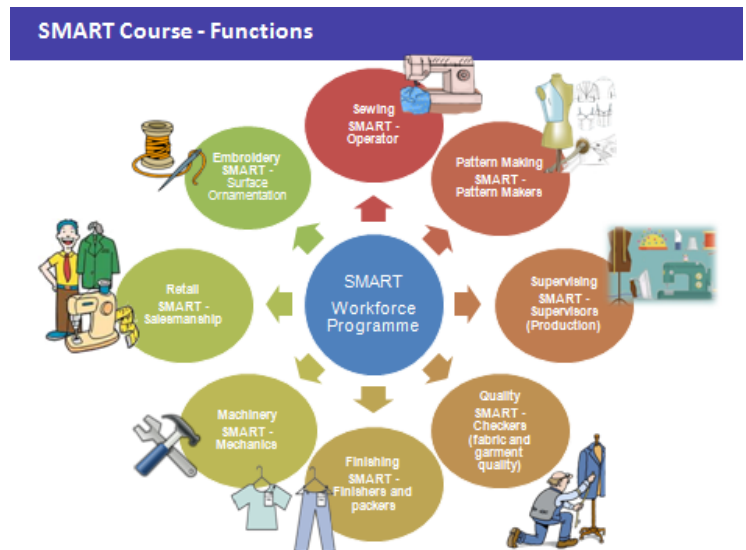 SMART Course - Functions
Sewing
SMART -
Operator
Pattern Making
SMART -
Pattern Makers
Supervising
SMART -
Supervisors
(Production)
Quality
SMART -
Checkers
(fabric and
garment
quality)
Finishing
SMART -
Finishers and
packers
Machinery
SMART -
Mechanics
Retail
SMART -
Salesmanship
Embroidery
SMART -
Surface
Ornamentation
SMART
Workforce
Programme